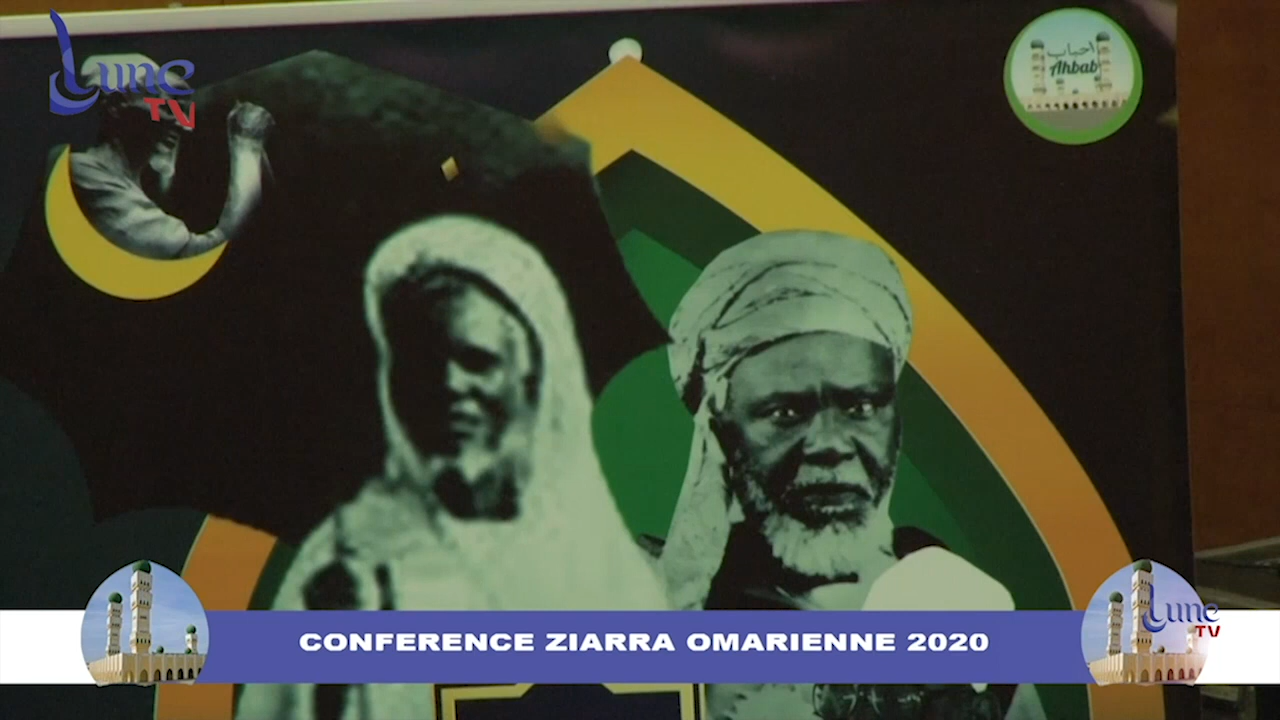 Lune
TV
احباب
Ahbab
CONFERENCE ZIARRA OMARIENNE 2020
Lune
TV